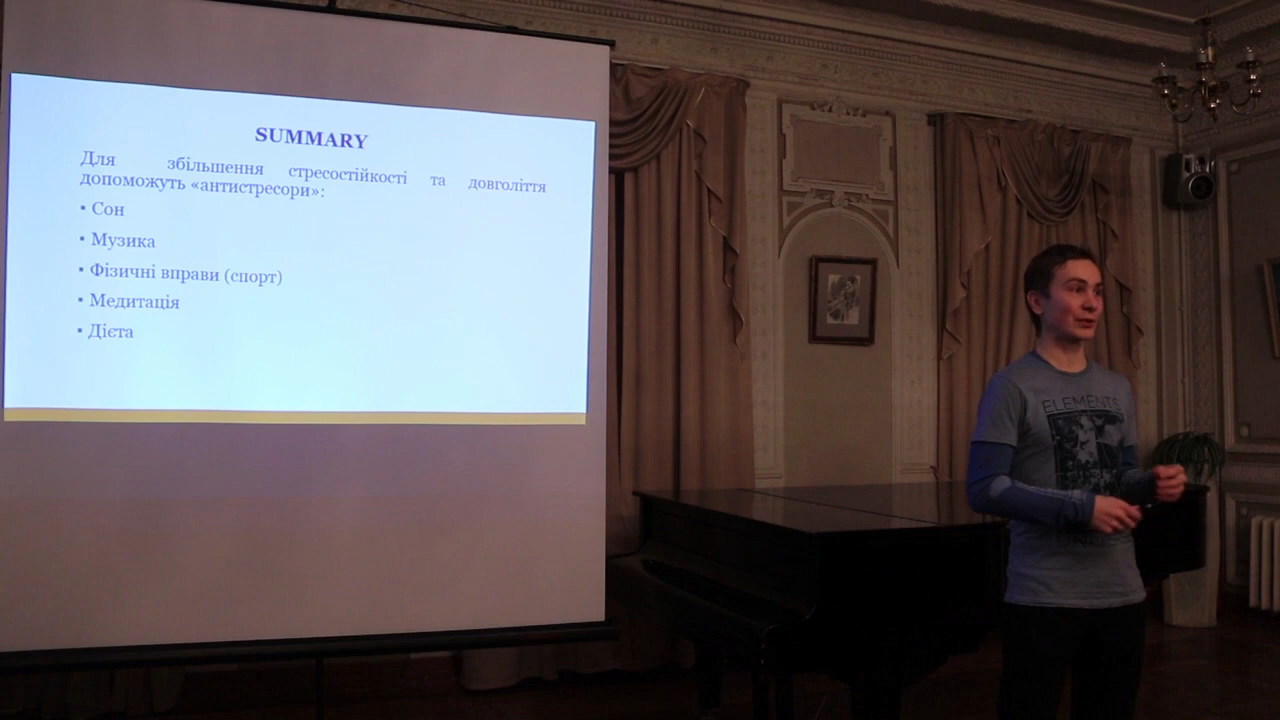 SUMMARY
Для збільшення стресостійкості та довголіття
допоможуть «антистресори»:
▪ Сон
▪ Музика
▪ Фізичні вправи (спорт)
▪ Медитація
▪ Дієта
ELEMENTS